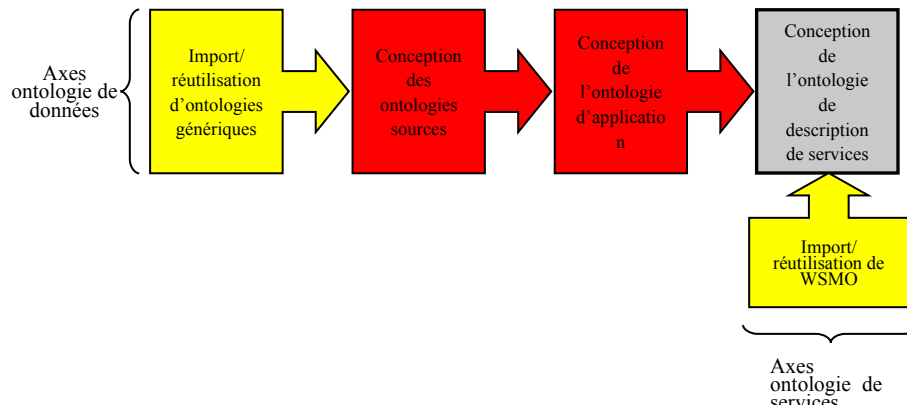 Axes
ontologie de
données
Import/
réutilisation
d’ontologies
génériques
Conception
des
ontologies
sources
Conception
de
l’ontologie
d’applicatio
n
Conception
de
l’ontologie
de
description
de services
Import/
réutilisation de
WSMO
Axes
ontologie de
services